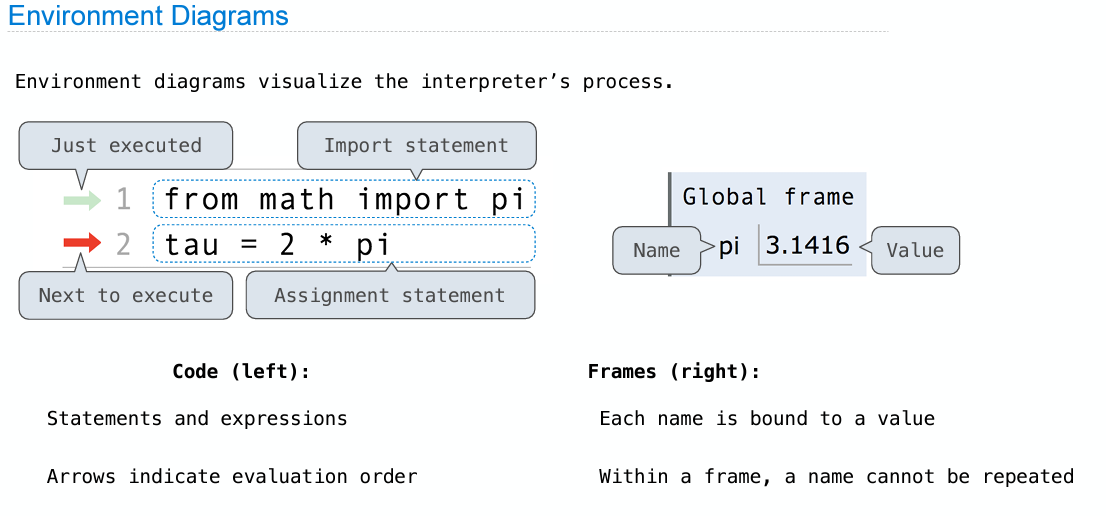 Environment Diagrams
Environment diagrams visualize the interpreter’s process.
Just executed
Import statement
1 from math import pi
2 tau = 2 * pi
Next to execute
Assignment statement
Global frame
Name
pi 3.1416
Value
Code (left):
Statements and expressions
Arrows indicate evaluation order
Frames (right):
Each name is bound to a value
Within a frame, a name cannot be repeated